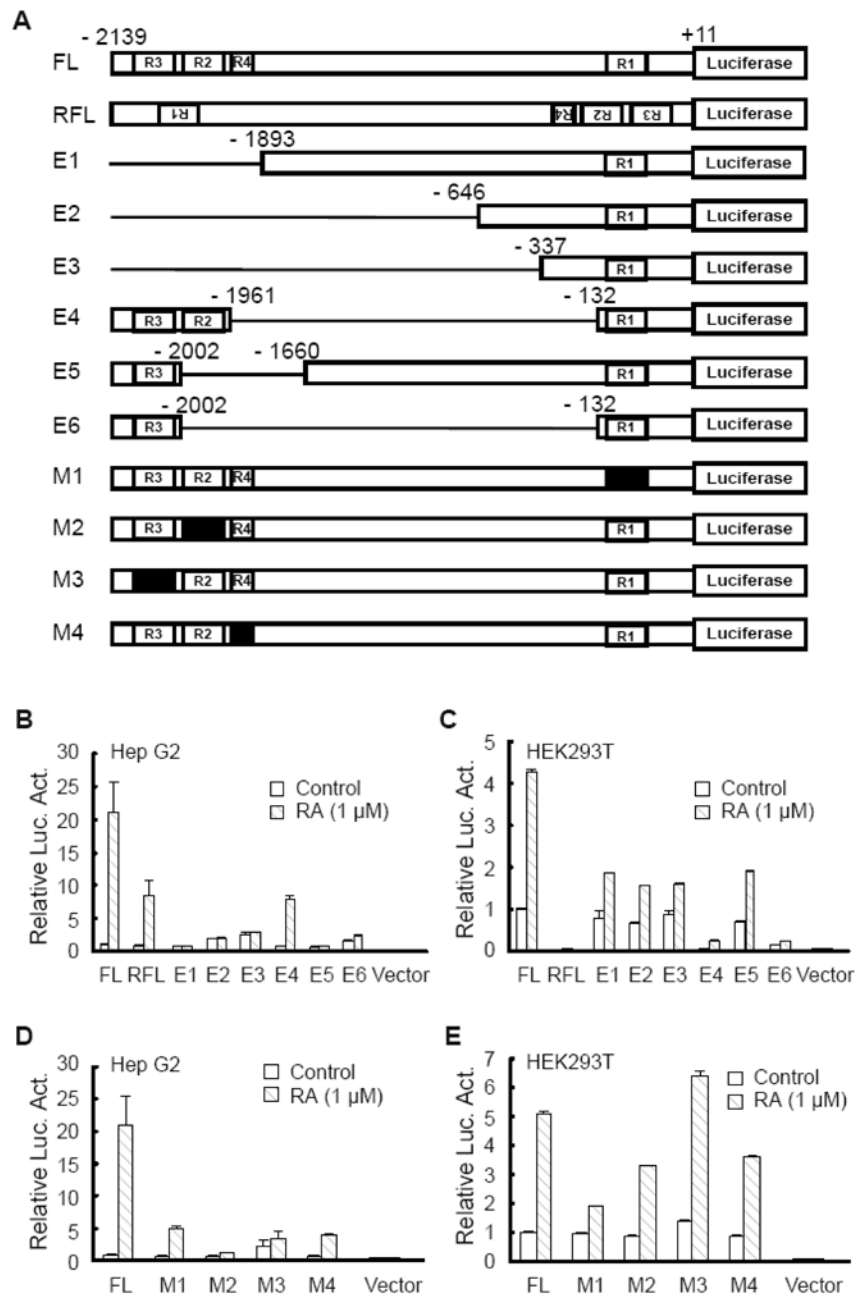 A
- 2139
+11
FL
R3
R2
R4
R1
Luciferase
RFL
R1
R4
R2
R3
Luciferase
- 1893
E1
R1
Luciferase
- 646
E2
R1
Luciferase
- 337
E3
R1
Luciferase
- 1961
- 132
E4
R3
R2
R1
Luciferase
- 2002
- 1660
E5
R3
R1
Luciferase
- 2002
- 132
E6
R3
R1
Luciferase
M1
R3
R2
R4
Luciferase
M2
R3
R4
R1
Luciferase
M3
R2
R4
R1
Luciferase
M4
R3
R2
R1
Luciferase
B
Hep G2
Relative Luc. Act.
30
25
20
15
10
5
0
Control
RA (1 µM)
FL RFL E1 E2 E3 E4 E5 E6 Vector
C
HEK293T
Relative Luc. Act.
5
4
3
2
1
0
Control
RA (1 µM)
FL RFL E1 E2 E3 E4 E5 E6 Vector
D
Hep G2
Relative Luc. Act.
30
25
20
15
10
5
0
Control
RA (1 µM)
FL M1 M2 M3 M4 Vector
E
HEK293T
Relative Luc. Act.
7
6
5
4
3
2
1
0
Control
RA (1 µM)
FL M1 M2 M3 M4 Vector